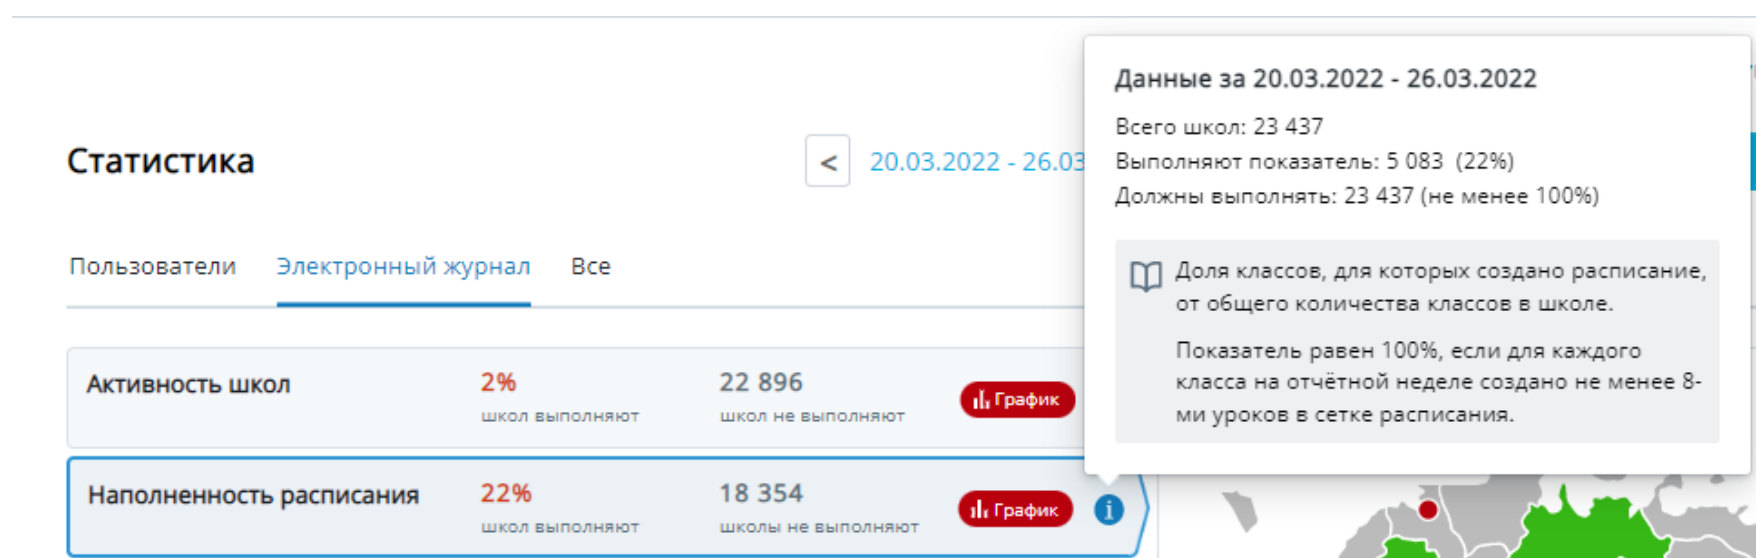 Статистика
<
20.03.2022 - 26.03
Пользователи
Электронный журнал
Все
Активность школ
2%
школ выполняют
22 896
школ не выполняют
График
Наполненность расписания
22%
школ выполняют
18 354
школы не выполняют
График
i
Данные за 20.03.2022 - 26.03.2022
Всего школ: 23 437
Выполняют показатель: 5 083 (22%)
Должны выполнять: 23 437 (не менее 100%)
Доля классов, для которых создано расписание,
от общего количества классов в школе.
Показатель равен 100%, если для каждого
класса на отчётной неделе создано не менее 8-
ми уроков в сетке расписания.